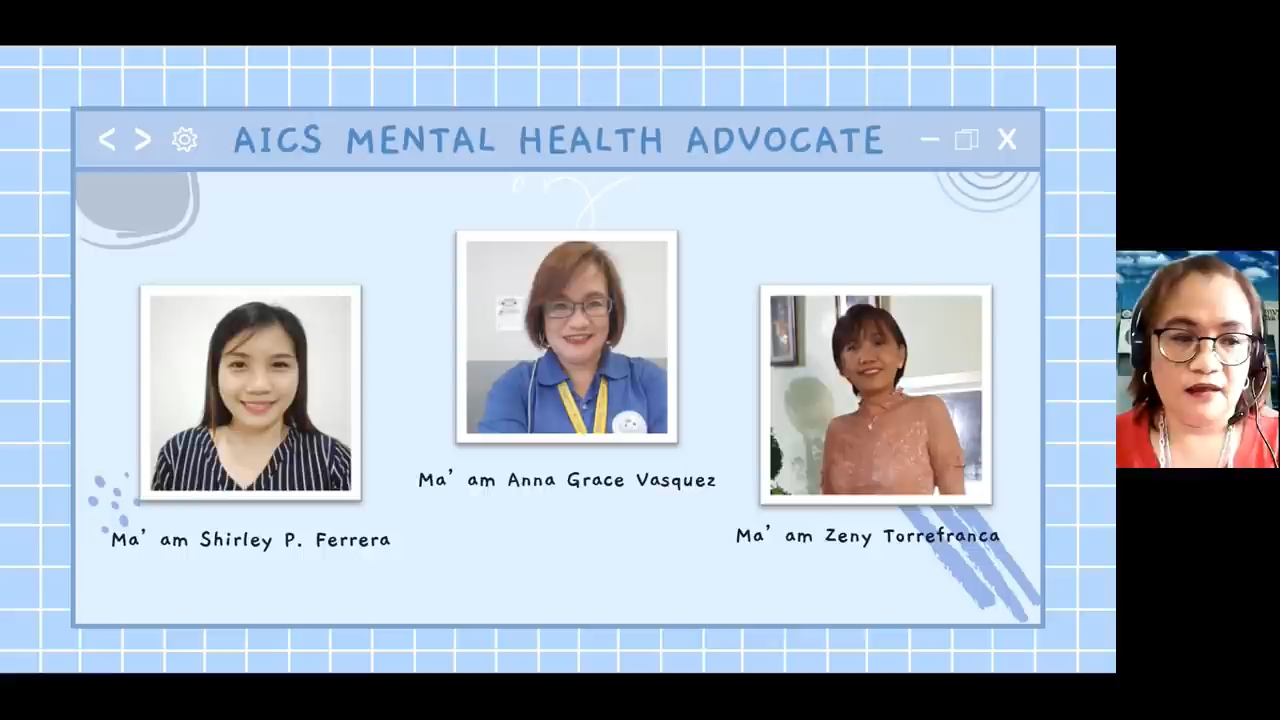 AICS MENTAL HEALTH ADVOCATE
Ma' am Anna Grace Vasquez
Ma' am Shirley P. Ferrera
Ma' am Zeny Torrefranca